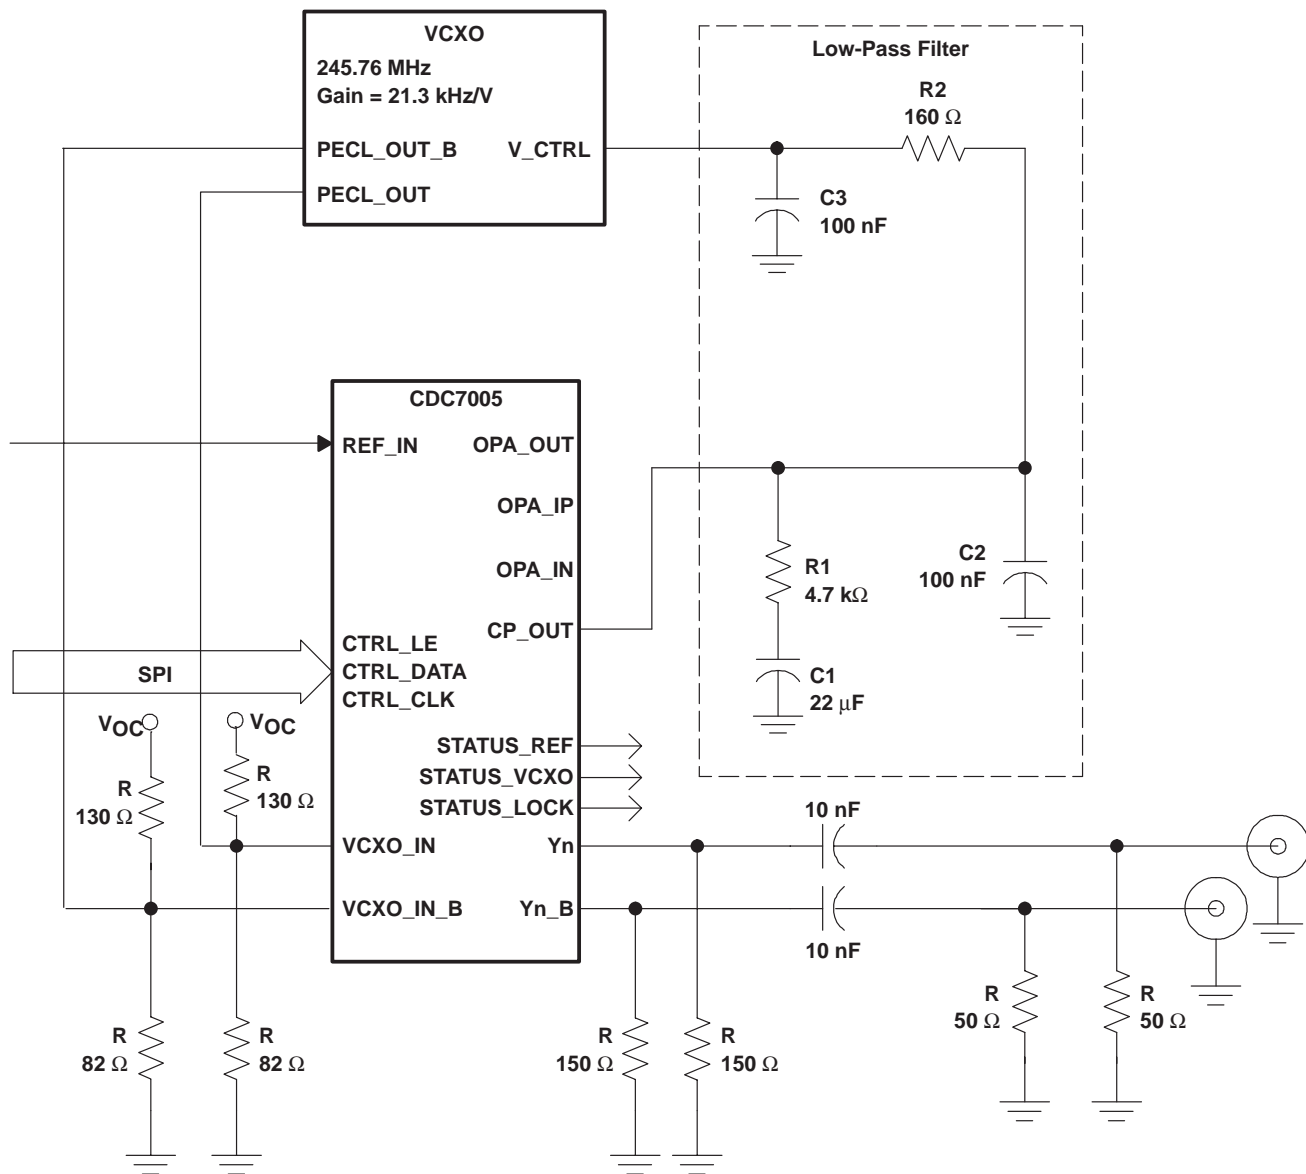 VCXO
245.76 MHz
Gain = 21.3 kHz/V
PECL_OUT_B
V_CTRL
PECL_OUT
Low-Pass Filter
R2
160 Ω
C3
100 nF
CDC7005
REF_IN
OPA_OUT
OPA_IP
OPA_IN
CP_OUT
R1
4.7 kΩ
C2
100 nF
C1
22 μF
SPI
CTRL_LE
CTRL_DATA
CTRL_CLK
VOC
VOC
R
130 Ω
R
130 Ω
STATUS_REF
STATUS_VCXO
STATUS_LOCK
VCXO_IN
Yn
VCXO_IN_B
Yn_B
10 nF
10 nF
R
82 Ω
R
82 Ω
R
150 Ω
R
150 Ω
R
50 Ω
R
50 Ω